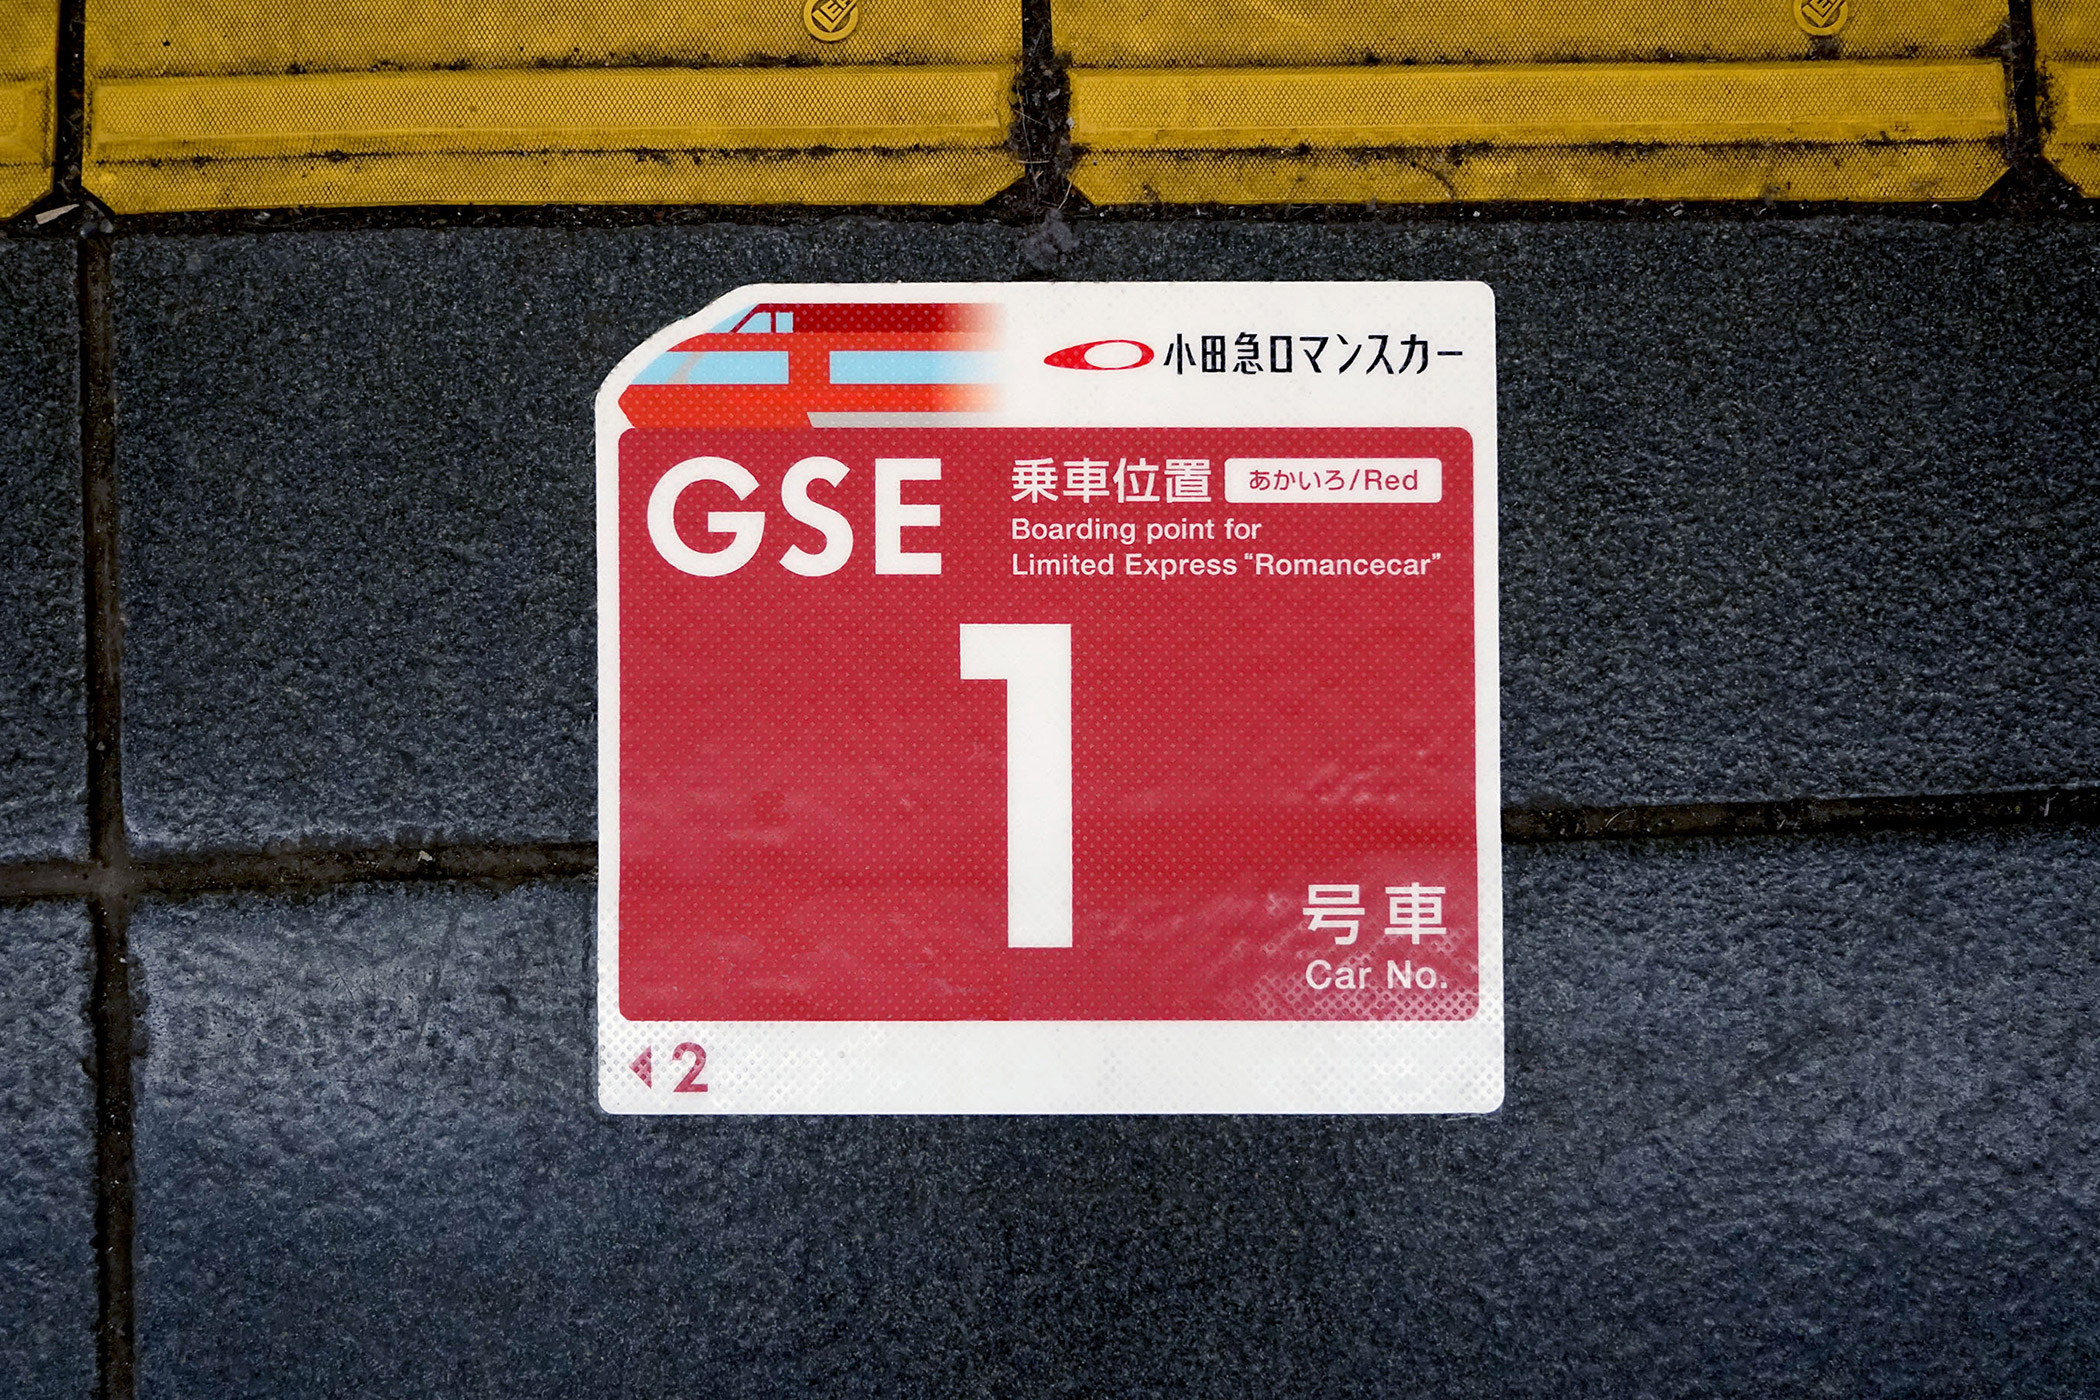 小田急ロマンスカー
GSE
乗車位置 あかいろ/Red
Boarding point for
Limited Express “Romancecar”
1
号車
Car No.
2